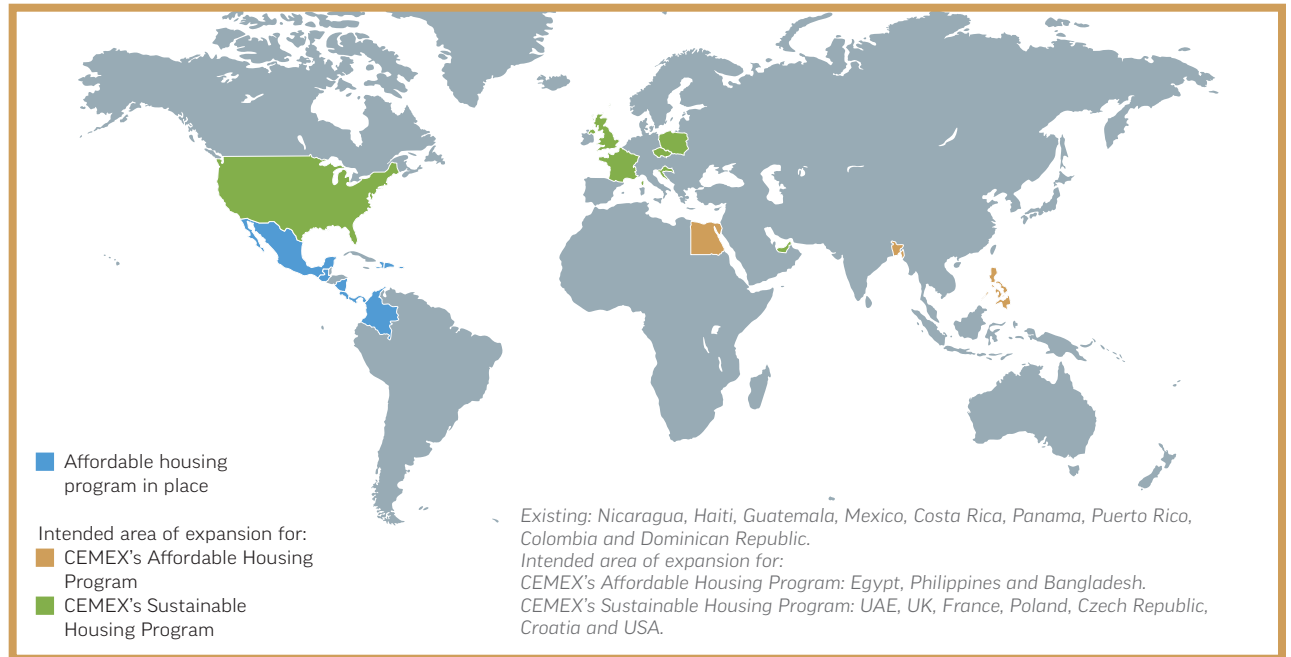 Affordable housing
program in place
Intended area of expansion for:
CEMEX's Affordable Housing
Program
CEMEX's Sustainable
Housing Program
Existing: Nicaragua, Haiti, Guatemala, Mexico, Costa Rica, Panama, Puerto Rico,
Colombia and Dominican Republic.
Intended area of expansion for:
CEMEX's Affordable Housing Program: Egypt, Philippines and Bangladesh.
CEMEX's Sustainable Housing Program: UAE, UK, France, Poland, Czech Republic,
Croatia and USA.